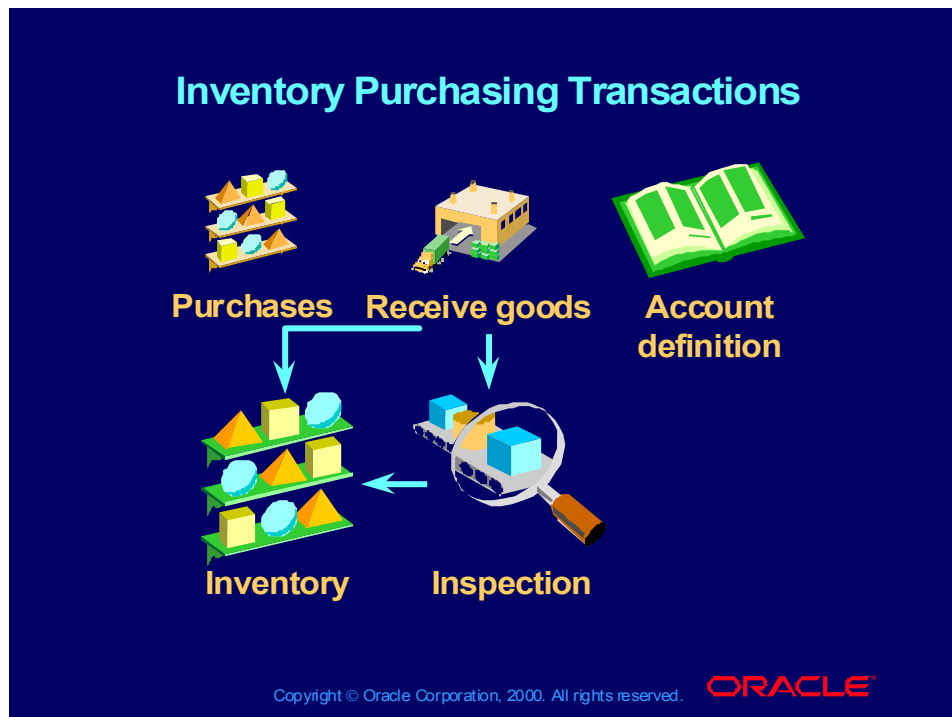 Inventory Purchasing Transactions
Purchases
Receive goods
Account
definition
Inventory
Inspection
Copyright © Oracle Corporation, 2000. All rights reserved.
ORACLE®